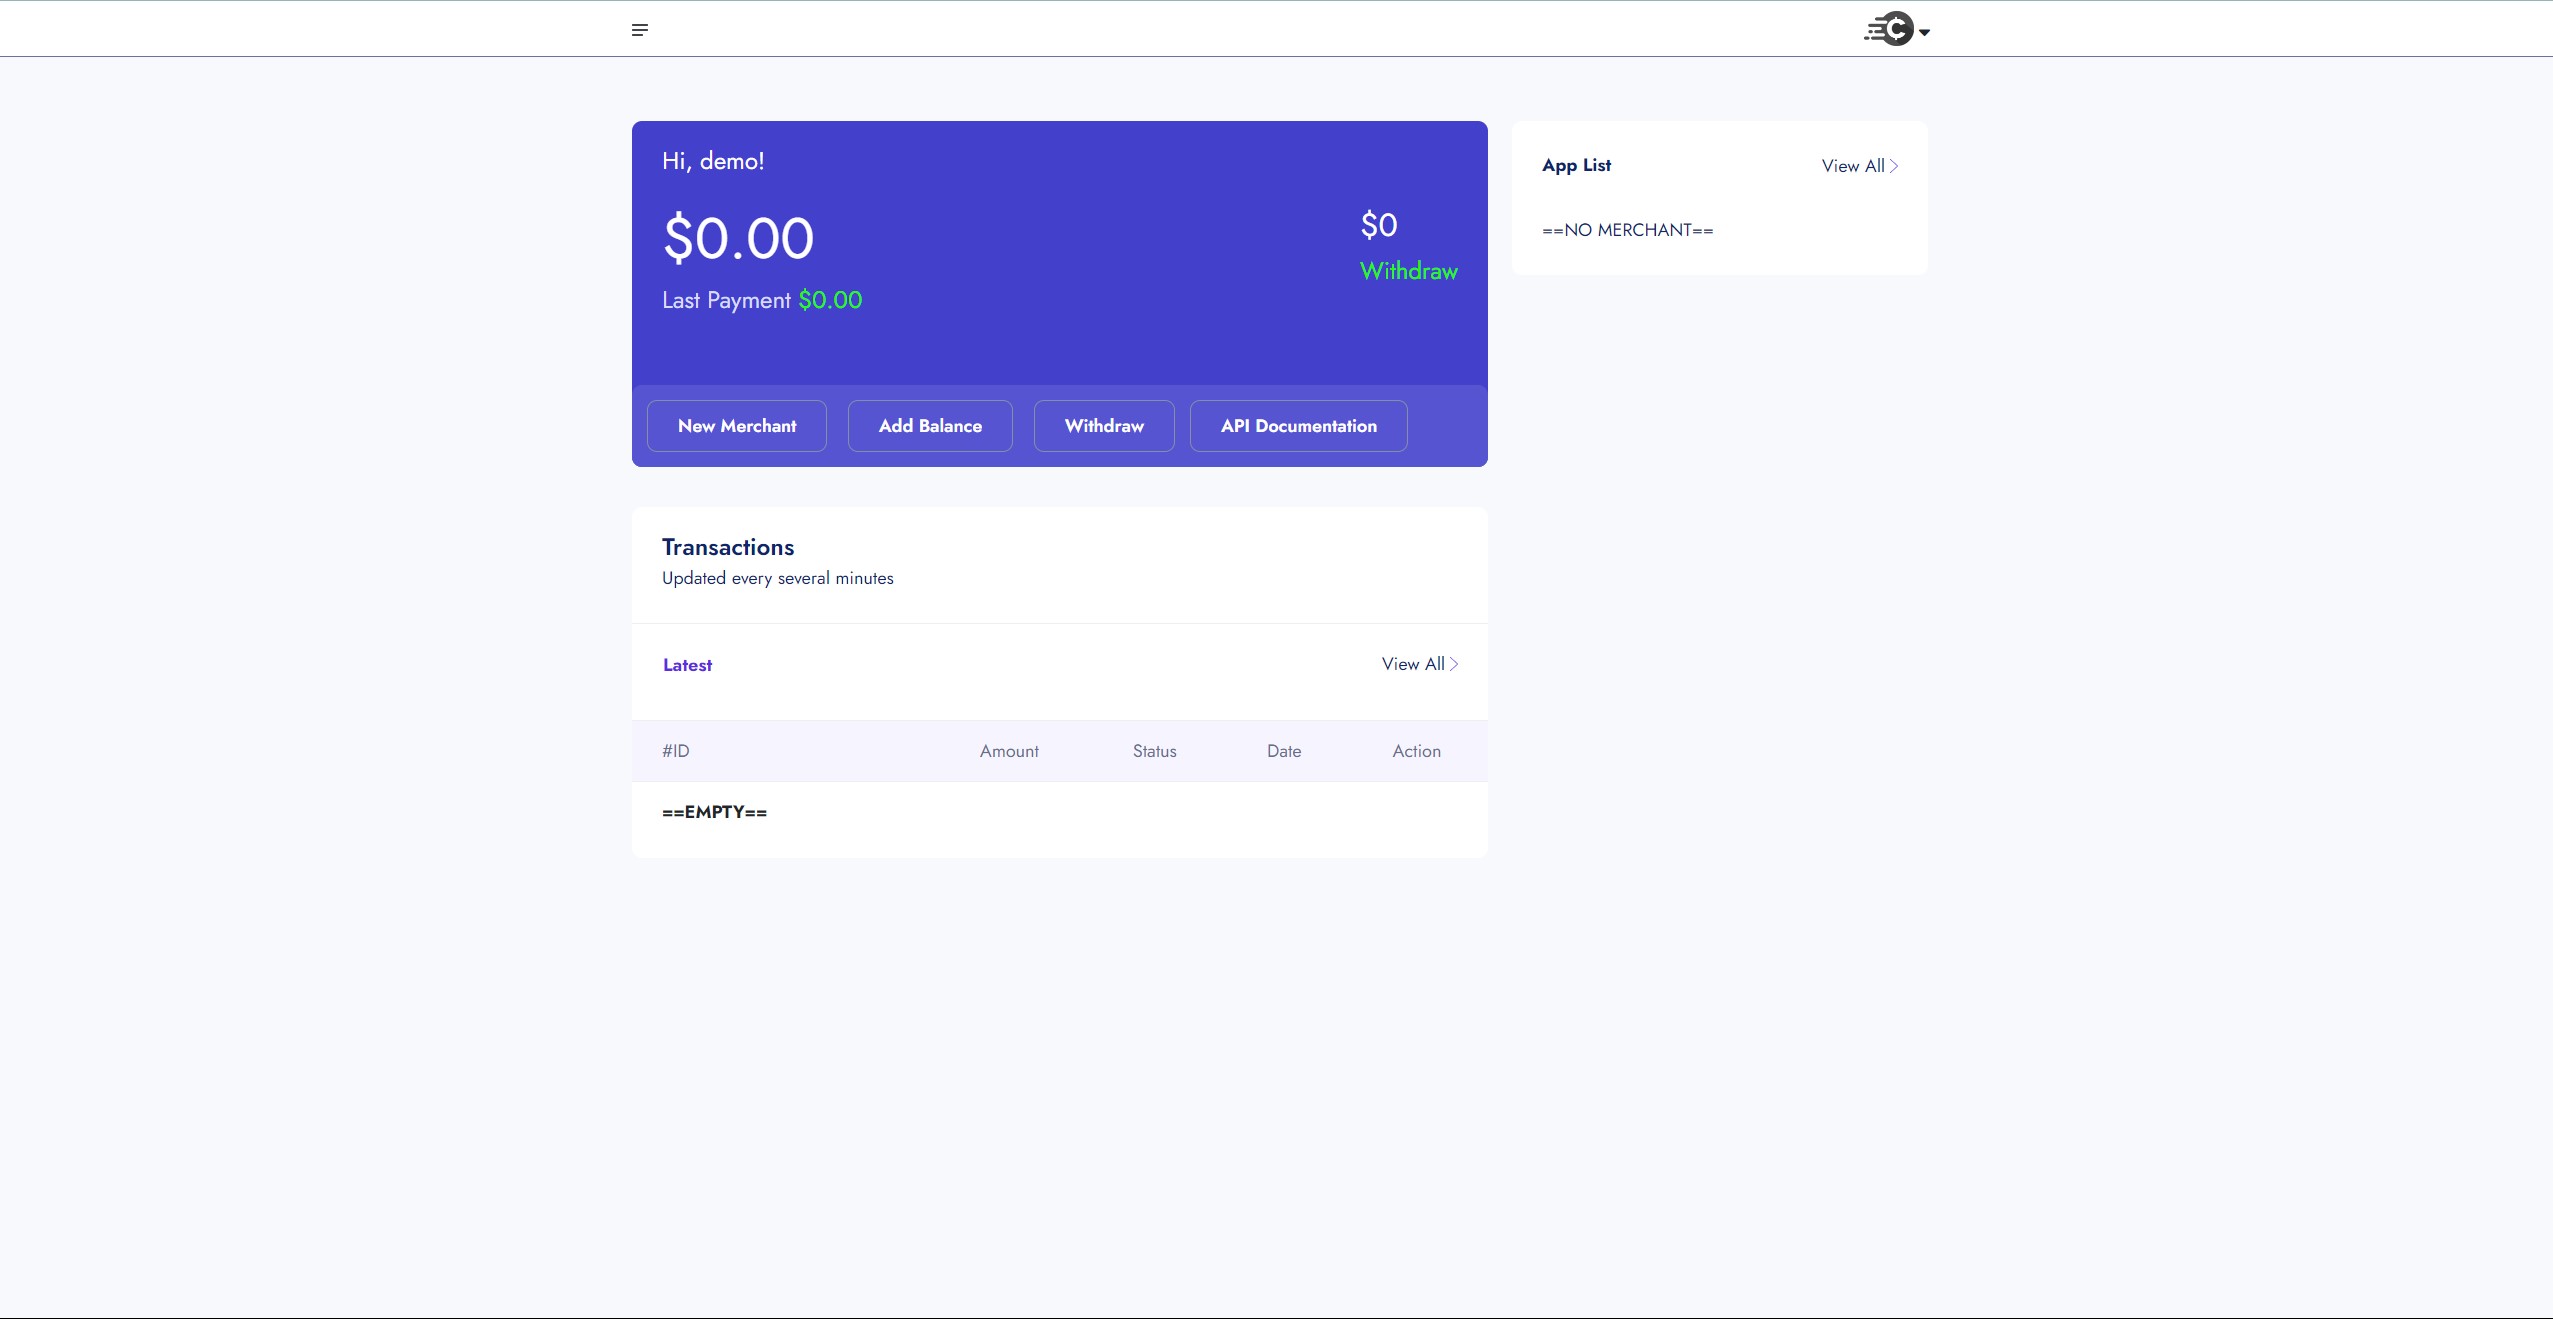 Hi, demo!
$0.00
Last Payment $0.00
$0
Withdraw
New Merchant
Add Balance
Withdraw
API Documentation
App List
View All
==NO MERCHANT==
Transactions
Updated every several minutes
Latest
View All
#ID Amount Status Date Action
==EMPTY==